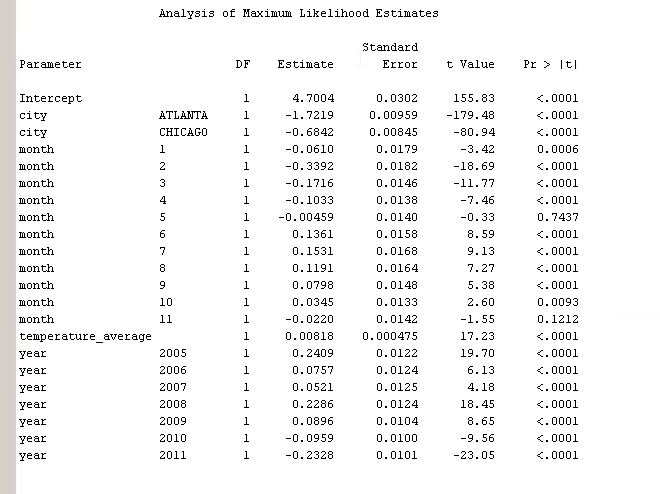 Analysis of Maximum Likelihood Estimates
Standard
Parameter DF Estimate Error t Value Pr > |t|
Intercept 1 4.7004 0.0302 155.83 <.0001
city ATLANTA 1 -1.7219 0.00959 -179.48 <.0001
city CHICAGO 1 -0.6842 0.00845 -80.94 <.0001
month 1 1 -0.0610 0.0179 -3.42 0.0006
month 2 1 -0.3392 0.0182 -18.69 <.0001
month 3 1 -0.1716 0.0146 -11.77 <.0001
month 4 1 -0.1033 0.0138 -7.46 <.0001
month 5 1 -0.00459 0.0140 -0.33 0.7437
month 6 1 0.1361 0.0158 8.59 <.0001
month 7 1 0.1531 0.0168 9.13 <.0001
month 8 1 0.1191 0.0164 7.27 <.0001
month 9 1 0.0798 0.0148 5.38 <.0001
month 10 1 0.0345 0.0133 2.60 0.0093
month 11 1 -0.0220 0.0142 -1.55 0.1212
temperature_average 1 0.00818 0.000475 17.23 <.0001
year 2005 1 0.2409 0.0122 19.70 <.0001
year 2006 1 0.0757 0.0124 6.13 <.0001
year 2007 1 0.0521 0.0125 4.18 <.0001
year 2008 1 0.2286 0.0124 18.45 <.0001
year 2009 1 0.0896 0.0104 8.65 <.0001
year 2010 1 -0.0959 0.0100 -9.56 <.0001
year 2011 1 -0.2328 0.0101 -23.05 <.0001